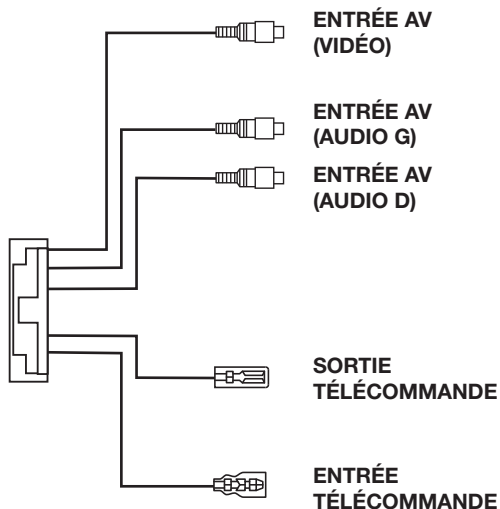 ENTRÉE AV
(VIDÉO)
ENTRÉE AV
(AUDIO G)
ENTRÉE AV
(AUDIO D)
SORTIE
TÉLÉCOMMANDE
ENTRÉE
TÉLÉCOMMANDE